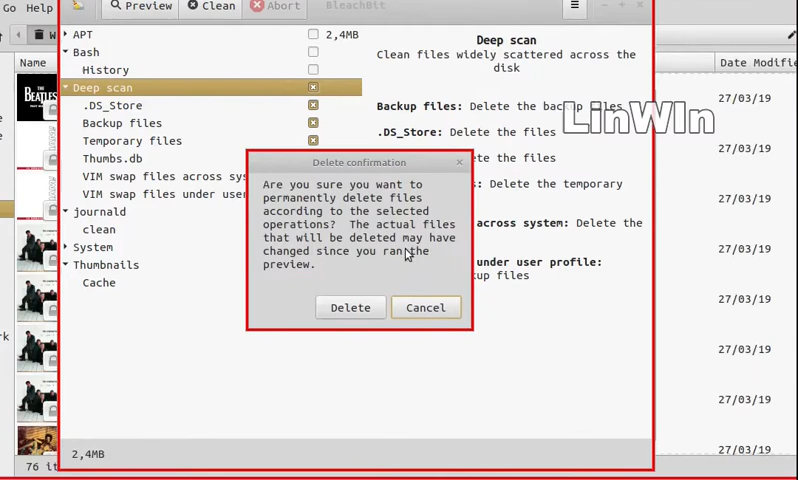 Go Help
Preview
Clean
Abort
BleachBit
Name
Date Modifie
APT
2,4MB
Bash
History
Deep scan
.DS_Store
Backup files
Temporary files
Thumbs.db
VIM swap files across sys
VIM swap files under user
journald
clean
System
Thumbnails
Cache
Deep scan
Clean files widely scattered across the
disk
Backup files: Delete the backup files
.DS_Store: Delete the files
te the files
: Delete the temporary
across system: Delete the
under user profile:
kup files
LinWIn
Delete confirmation
Are you sure you want to
permanently delete files
according to the selected
operations? The actual files
that will be deleted may have
changed since you ran the
preview.
Delete
Cancel
27/03/19
27/03/19
27/03/19
27/03/19
27/03/19
27/03/19
27/03/19
2,4MB
76 it
THE BEATLES